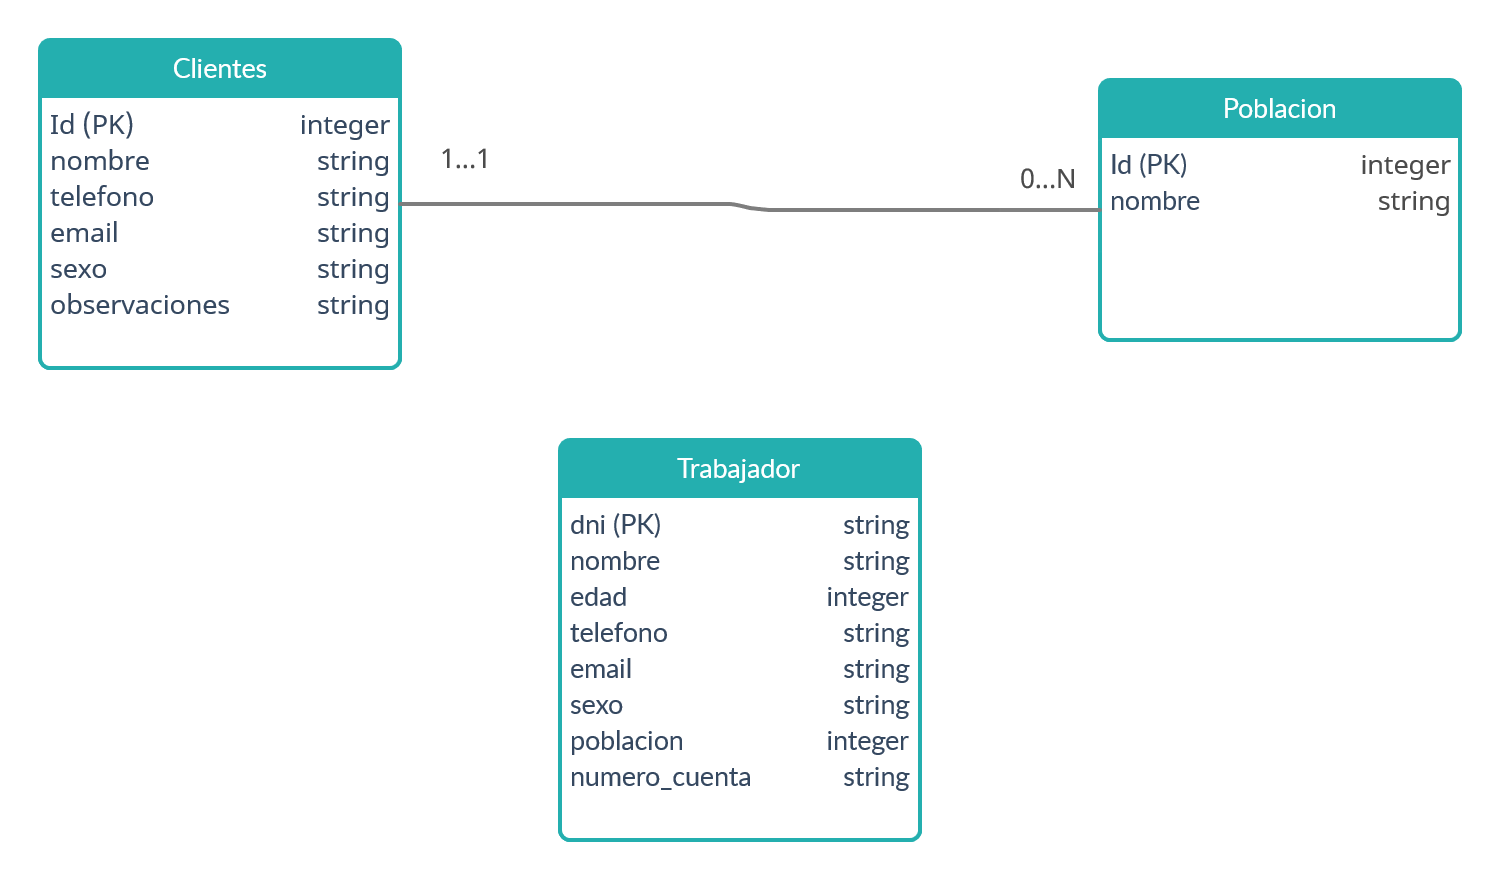 Clientes
Id (PK) integer
nombre string
telefono string
email string
sexo string
observaciones string
1...1
0...N
Poblacion
Id (PK) integer
nombre string
Trabajador
dni (PK) string
nombre string
edad integer
telefono string
email string
sexo string
poblacion integer
numero_cuenta string